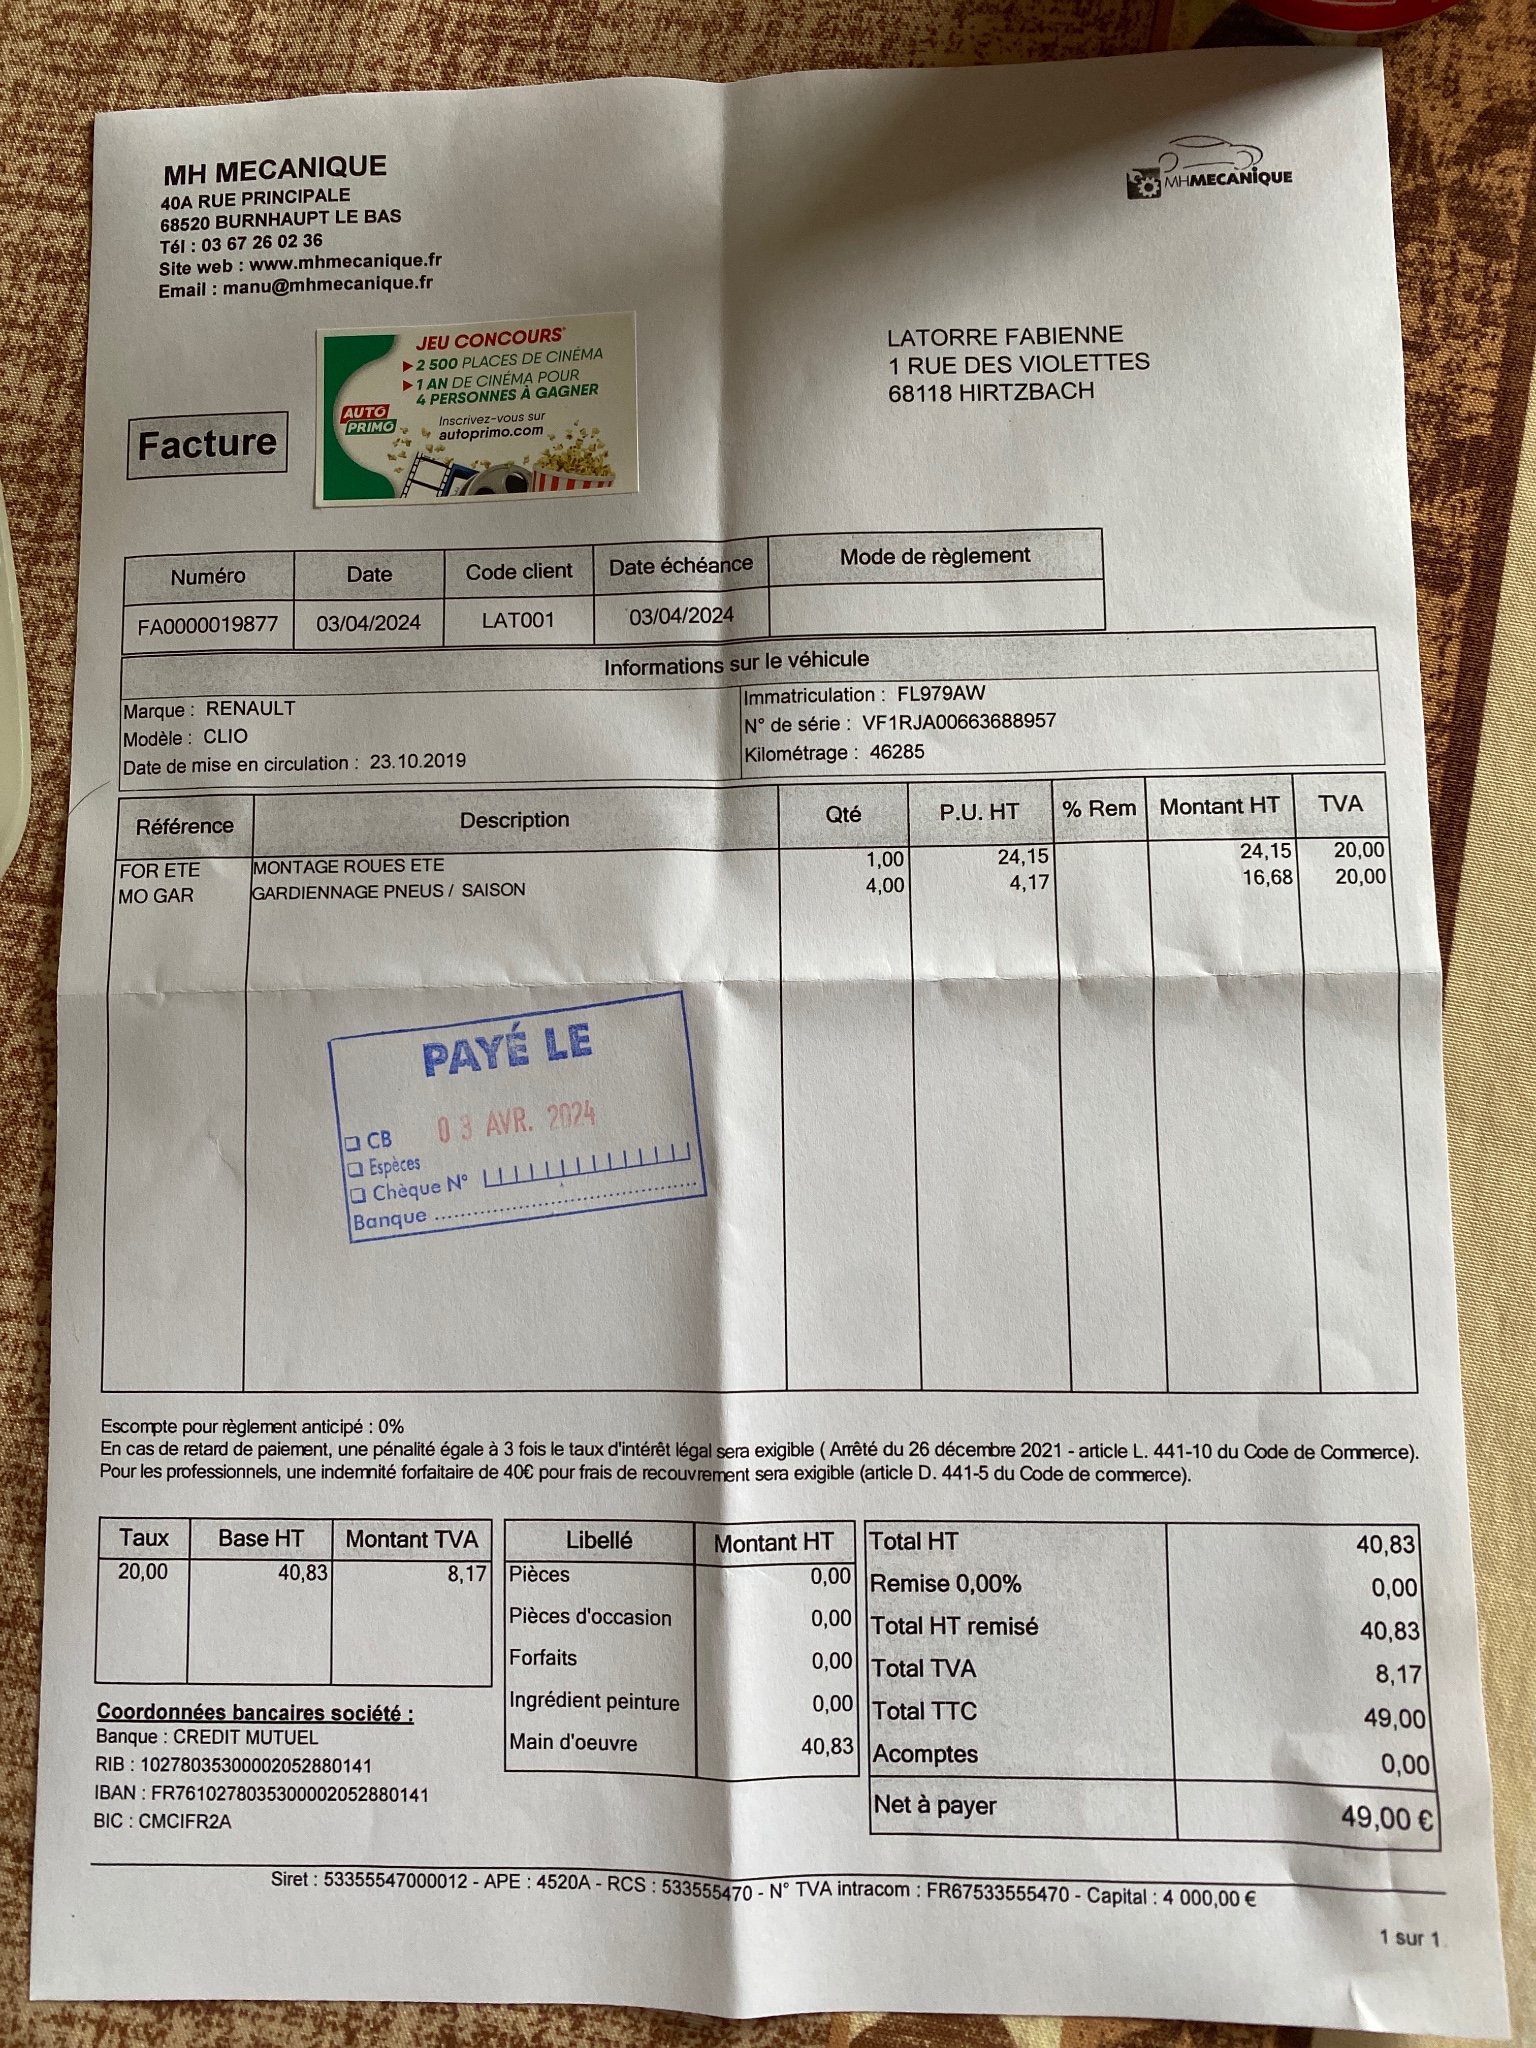 MH MECANIQUE
40A RUE PRINCIPALE
68520 BURNHAUPT LE BAS
Tél : 03 67 26 02 36
Site web : www.mhmecanique.fr
Email : manu@mhmecanique.fr
MHMECANIQUE
LATORRE FABIENNE
1 RUE DES VIOLETTES
68118 HIRTZBACH
JEU CONCOURS*
2 500 PLACES DE CINÉMA
1 AN DE CINÉMA POUR
4 PERSONNES À GAGNER
AUTO
PRIMO
Inscrivez-vous sur
autoprimo.com
Facture
Numéro Date Code client Date échéance Mode de règlement
FA0000019877 03/04/2024 LAT001 03/04/2024
Informations sur le véhicule
Marque : RENAULT
Modèle : CLIO
Date de mise en circulation : 23.10.2019
Immatriculation : FL979AW
N° de série : VF1RJA00663688957
Kilométrage : 46285
Référence Description Qté P.U. HT % Rem Montant HT TVA
FOR ETE MONTAGE ROUES ETE 1,00 24,15 24,15 20,00
MO GAR GARDIENNAGE PNEUS / SAISON 4,00 4,17 16,68 20,00
PAYÉ LE
03 AVR. 2024
CB
Espèces
Chèque N°
Banque
Escompte pour règlement anticipé : 0%
En cas de retard de paiement, une pénalité égale à 3 fois le taux d'intérêt légal sera exigible ( Arrêté du 26 décembre 2021 - article L. 441-10 du Code de Commerce).
Pour les professionnels, une indemnité forfaitaire de 40€ pour frais de recouvrement sera exigible (article D. 441-5 du Code de commerce).
Taux Base HT Montant TVA
20,00 40,83 8,17
Libellé Montant HT
Pièces 0,00
Pièces d'occasion 0,00
Forfaits 0,00
Ingrédient peinture 0,00
Main d'oeuvre 40,83
Total HT 40,83
Remise 0,00% 0,00
Total HT remisé 40,83
Total TVA 8,17
Total TTC 49,00
Acomptes 0,00
Net à payer 49,00 €
Coordonnées bancaires société :
Banque : CREDIT MUTUEL
RIB : 10278035300002052880141
IBAN : FR7610278035300002052880141
BIC : CMCIFR2A
Siret : 53355547000012 - APE : 4520A - RCS : 533555470 - N° TVA intracom : FR67533555470 - Capital : 4 000,00 €
1 sur 1